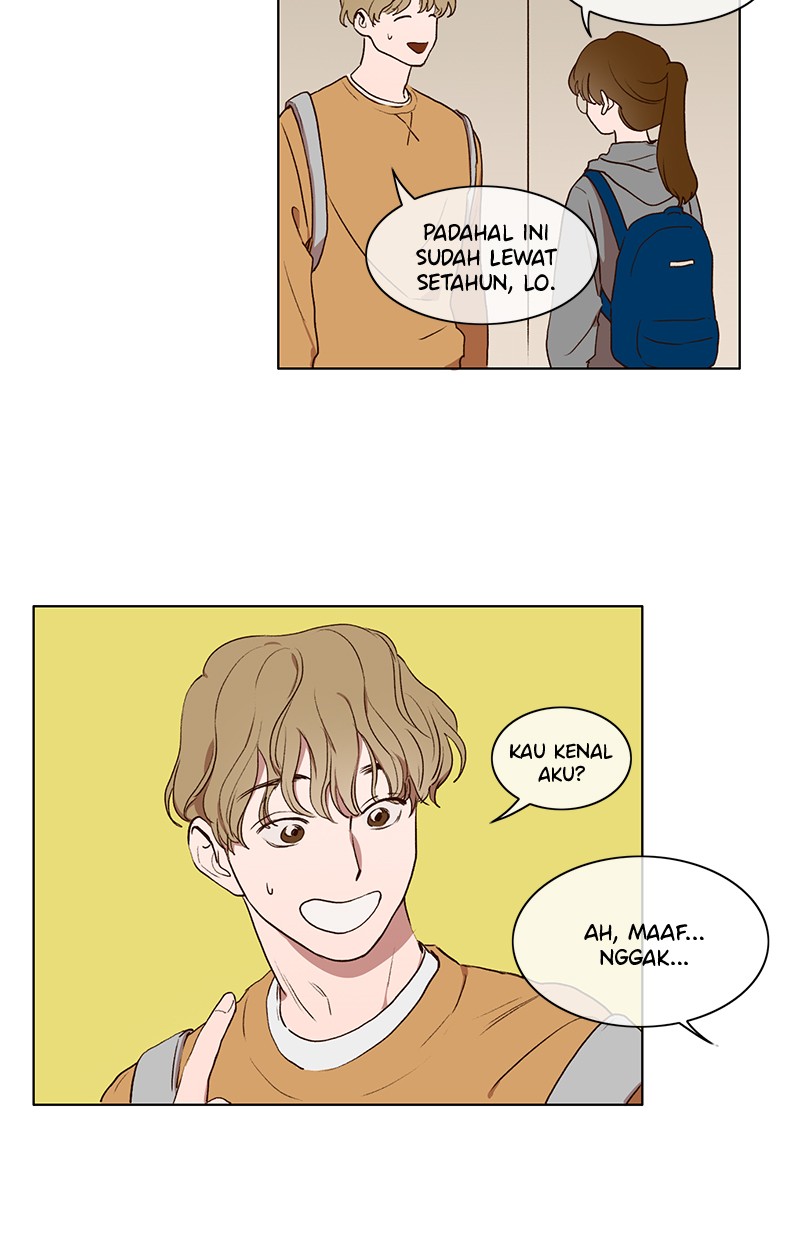 PADAHAL INI
SUDAH LEWAT
SETAHUN, LO.
KAU KENAL
AKU?
AH, MAAF...
NGGAK...